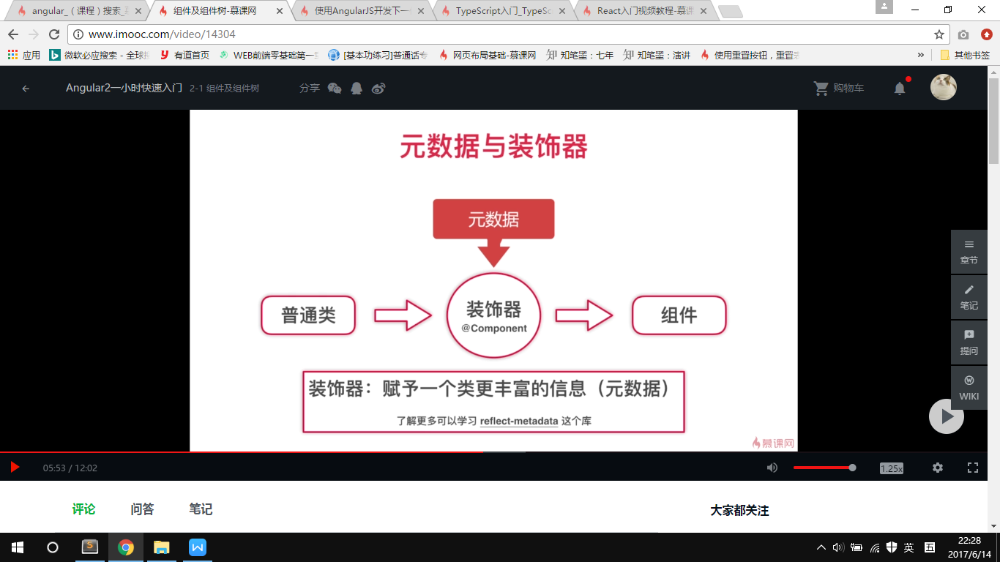 angular_（课程）搜索_
组件及组件树-慕课网
使用AngularJS开发下一
TypeScript入门_TypeSc
React入门视频教程-慕课
www.imooc.com/video/14304
应用
微软必应搜索 - 全球
有道首页
WEB前端零基础第一
[基本功练习]普通话专
网页布局基础-慕课网
知 知笔墨：七年
知 知笔墨：演讲
使用重置按钮，重置
»
其他书签
Angular2一小时快速入门
2-1 组件及组件树
分享
购物车
元数据与装饰器
元数据
普通类
装饰器
@Component
组件
装饰器：赋予一个类更丰富的信息（元数据）
了解更多可以学习 reflect-metadata 这个库
慕课网
章节
笔记
提问
WIKI
05:53 / 12:02
1.25x
评论
问答
笔记
大家都关注
英
五
22:28
2017/6/14